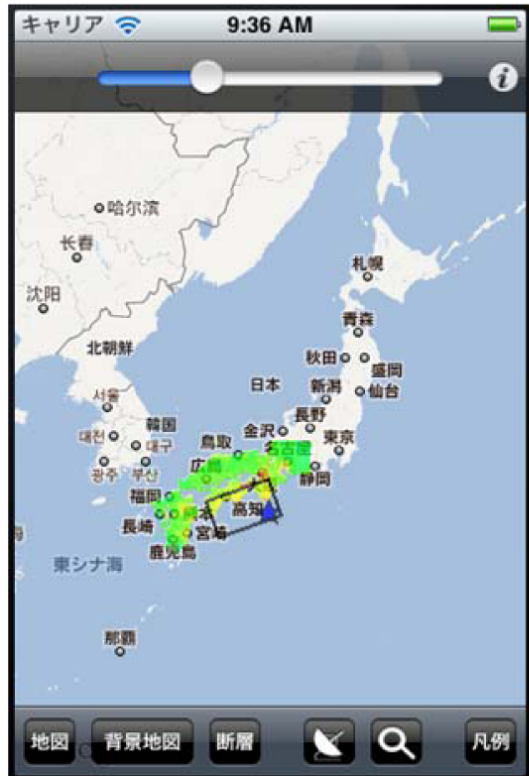 キャリア 9:36 AM
哈尔滨
长春
沈阳
札幌
青森
北朝鮮
秋田
盛岡
日本
新潟
仙台
서울
韓国
대전
대구
金沢
長野
東京
鳥取
名古屋
광주
부산
広島
静岡
福岡
高知
長崎
宮崎
鹿児島
東シナ海
那覇
地図 背景地図 断層 凡例